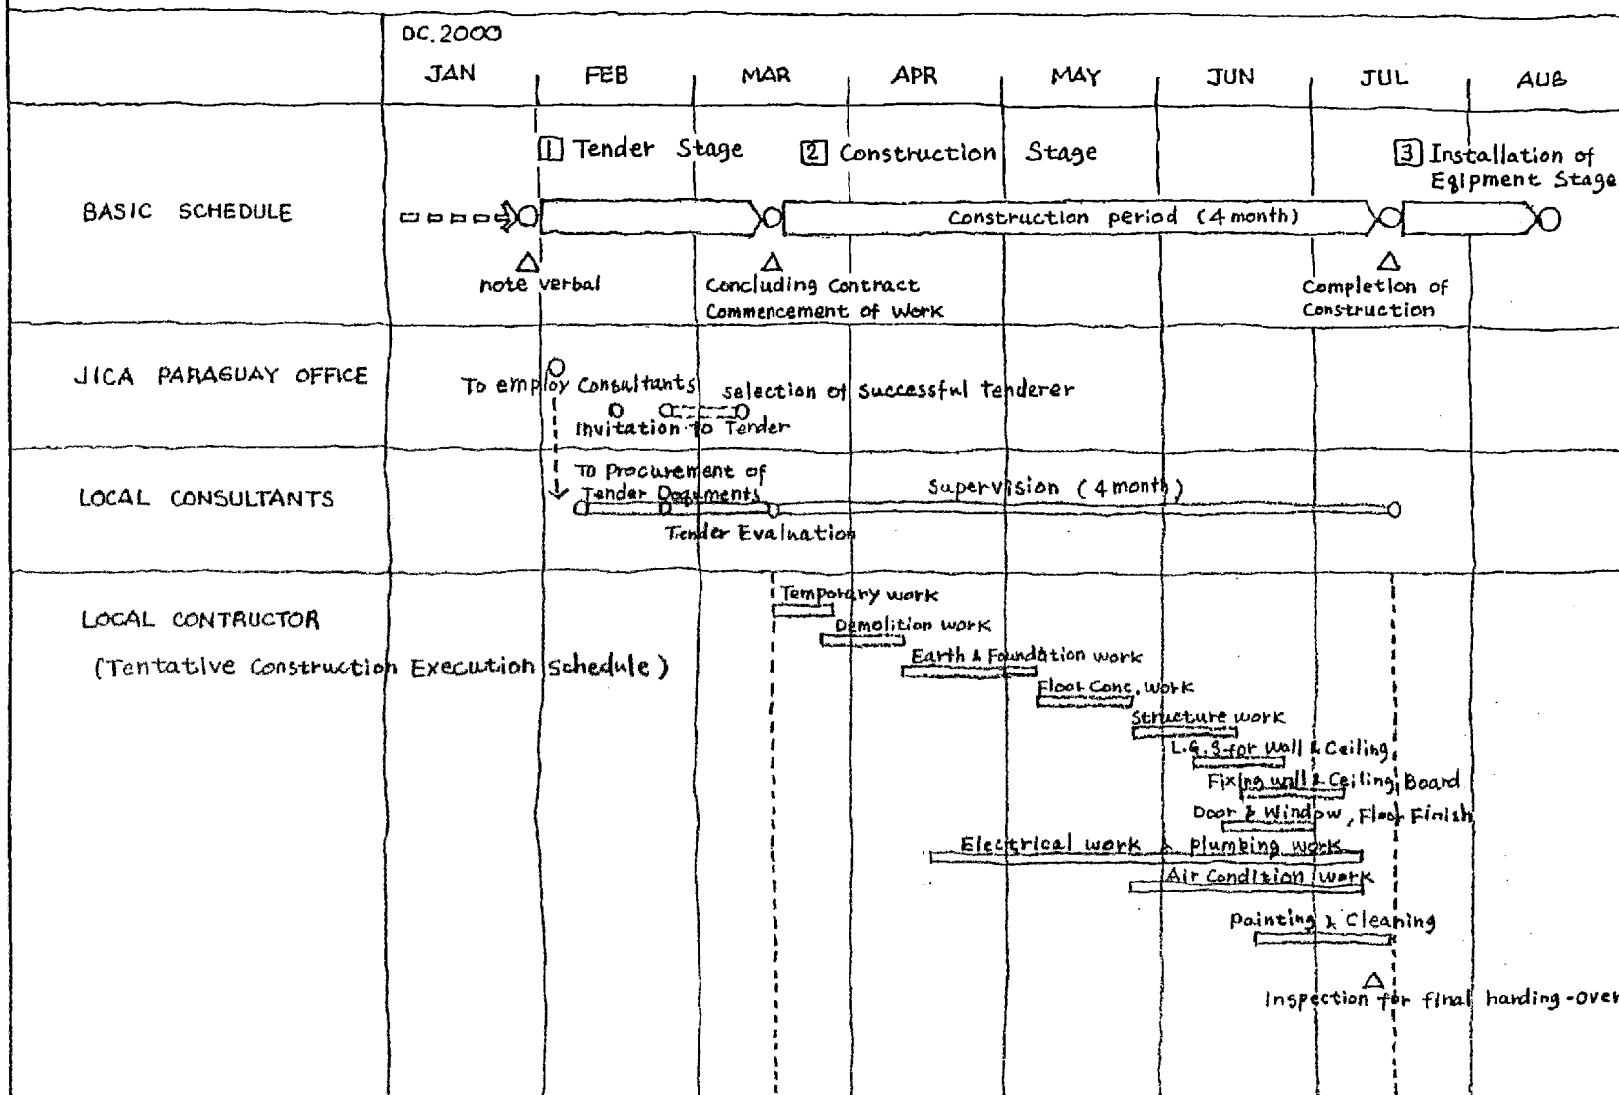 DC.2000
JAN FEB MAR APR MAY JUN JUL AUG
BASIC SCHEDULE
1 Tender Stage
2 Construction Stage
3 Installation of
Eqipment Stage
Construction period (4 month)
note verbal
Concluding Contract
Commencement of Work
Completion of
Construction
JICA PARAGUAY OFFICE
To employ Consultants
selection of Successful Tenderer
Invitation to Tender
LOCAL CONSULTANTS
To Procurement of
Tender Doquments
Supervision (4 month)
Tender Evaluation
LOCAL CONTRUCTOR
(Tentative Construction Execution Schedule)
Temporary work
Demolition work
Earth & Foundation work
Floor Conc. work
Structure work
L.G.S for Wall & Ceiling
Fixing wall & Ceiling Board
Door & Window, Floor Finish
Electrical work & Plumbing work
Air Condition work
Painting & Cleaning
Inspection for final handing-over